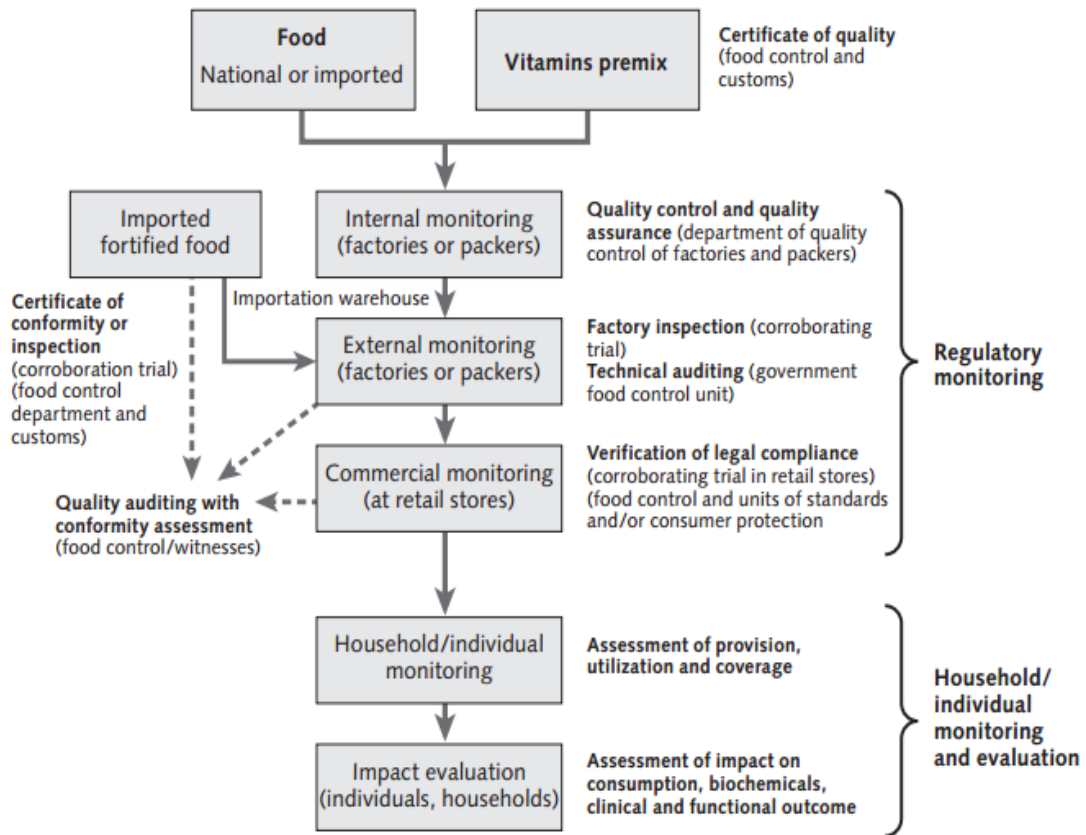 Food
National or imported
Vitamins premix
Certificate of quality
(food control and
customs)
Imported
fortified food
Internal monitoring
(factories or packers)
Quality control and quality
assurance (department of quality
control of factories and packers)
Importation warehouse
Certificate of
conformity or
inspection
(corroboration trial)
(food control
department and
customs)
External monitoring
(factories or packers)
Factory inspection (corroborating
trial)
Technical auditing (government
food control unit)
Regulatory
monitoring
Commercial monitoring
(at retail stores)
Verification of legal compliance
(corroborating trial in retail stores)
(food control and units of standards
and/or consumer protection
Quality auditing with
conformity assessment
(food control/witnesses)
Household/individual
monitoring
Assessment of provision,
utilization and coverage
Household/
individual
monitoring
and evaluation
Impact evaluation
(individuals, households)
Assessment of impact on
consumption, biochemicals,
clinical and functional outcome